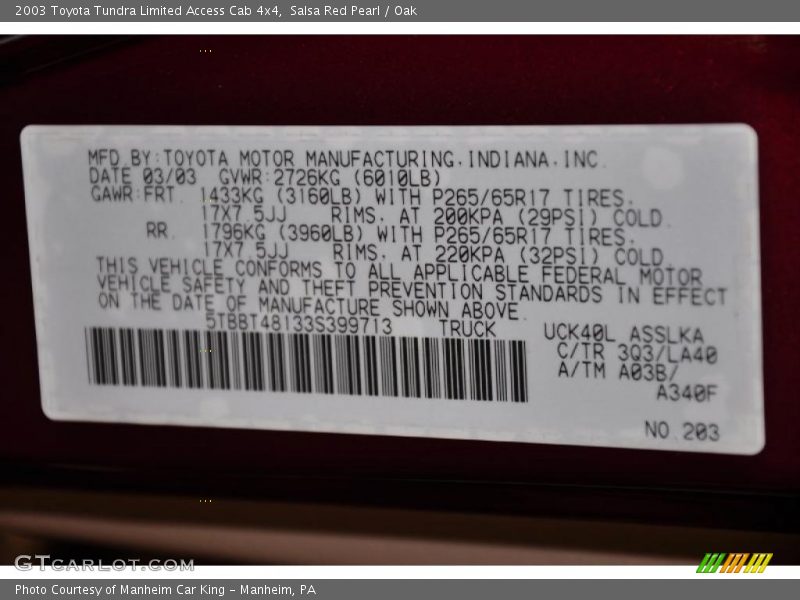 2003 Toyota Tundra Limited Access Cab 4x4, Salsa Red Pearl / Oak
MFD.BY:TOYOTA MOTOR MANUFACTURING.INDIANA.INC.
DATE 03/03 GVWR:2726KG (6010LB)
GAWR:FRT. 1433KG (3160LB) WITH P265/65R17 TIRES.
17X7.5JJ RIMS. AT 200KPA (29PSI) COLD.
RR. 1796KG (3960LB) WITH P265/65R17 TIRES.
17X7.5JJ RIMS. AT 220KPA (32PSI) COLD.
THIS VEHICLE CONFORMS TO ALL APPLICABLE FEDERAL MOTOR
VEHICLE SAFETY AND THEFT PREVENTION STANDARDS IN EFFECT
ON THE DATE OF MANUFACTURE SHOWN ABOVE.
5TBBT48133S399713 TRUCK UCK40L ASSLKA
C/TR 3Q3/LA40
A/TM A03B/
A340F
NO.203
GTcarlot.com
Photo Courtesy of Manheim Car King - Manheim, PA